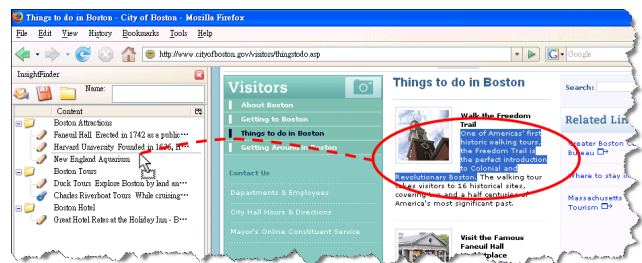 Things to do in Boston - City of Boston - Mozilla Firefox
File Edit View History Bookmarks Tools Help
http://www.cityofboston.gov/visitors/thingstodo.asp
G Google
InsightFinder
Name:
Content
Boston Attractions
Faneuil Hall Erected in 1742 as a public···
Harvard University Founded in 1636, H···
New England Aquarium
Boston Tours
Duck Tours Explore Boston by land an···
Charles Riverboat Tours While cruising···
Boston Hotel
Great Hotel Rates at the Holiday Inn - B···
Visitors
About Boston
Getting to Boston
Things to do in Boston
Getting Around in Boston
Contact Us
Departments & Employees
City Hall Hours & Directions
Mayor's Online Constituent Service
Things to do in Boston
Walk the Freedom
Trail
One of Americas' first
historic walking tours,
the Freedom Trail is
the perfect introduction
to Colonial and
Revolutionary Boston. The walking tour
takes visitors to 16 historical sites,
covering two and a half centuries of
America's most significant past.
Visit the Famous
Faneuil Hall
Search:
Related Lin
Greater Boston Co
Bureau
Where to stay in
Massachusetts
Tourism